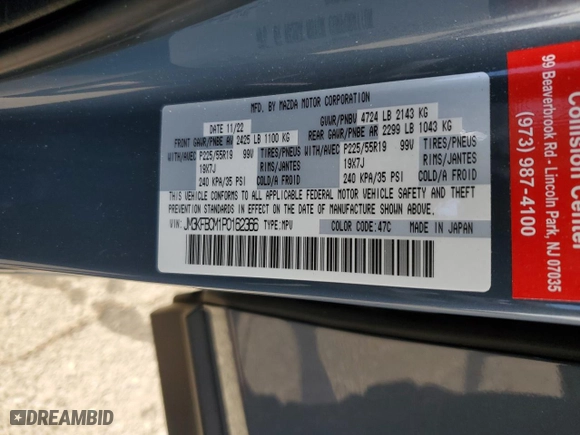 MFD. BY MAZDA MOTOR CORPORATION
DATE 11/22
GVWR/PNBV 4724 LB 2143 KG
FRONT GAWR/PNBE AV 2425 LB 1100 KG
REAR GAWR/PNBE AR 2299 LB 1043 KG
WITH/AVEC P225/55R19 99V TIRES/PNEUS
19X7J RIMS/JANTES
240 KPA/35 PSI COLD/A FROID
WITH/AVEC P225/55R19 99V TIRES/PNEUS
19X7J RIMS/JANTES
240 KPA/35 PSI COLD/A FROID
THIS VEHICLE CONFORMS TO ALL APPLICABLE FEDERAL MOTOR VEHICLE SAFETY AND THEFT
PREVENTION STANDARDS IN EFFECT ON THE DATE OF MANUFACTURE SHOWN ABOVE.
VIN: JM3KFBCM1P0162366 TYPE:MPV COLOR CODE:47C MADE IN JAPAN
Collision Center
99 Beaverbrook Rd - Lincoln Park, NJ 07035
(973) 987-4100
DREAMBID